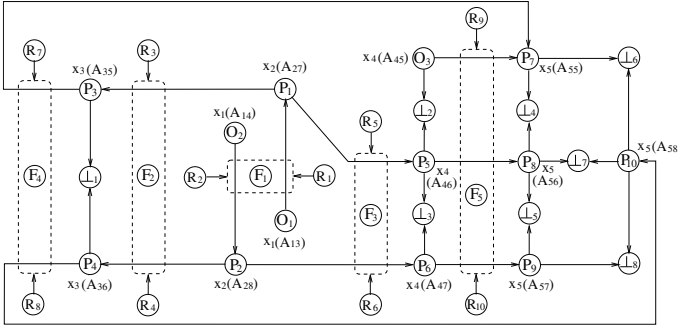 R9
R7 R3 x4(A45) O3 P7 ⊥6
x3(A35) x2(A27) x5(A55)
P3 P1
x1(A14) ⊥2 ⊥4
O2 R5
P5 P8 ⊥7 P10 x5(A58
F4 ⊥1 F2 R2 F1 R1 x4 x5
(A46) (A56)
F3 F5
O1 ⊥3 ⊥5
x1(A13)
P4 P2 P6 P9 ⊥8
x3(A36) x2(A28) x4(A47) x5(A57)
R8 R4 R6 R10